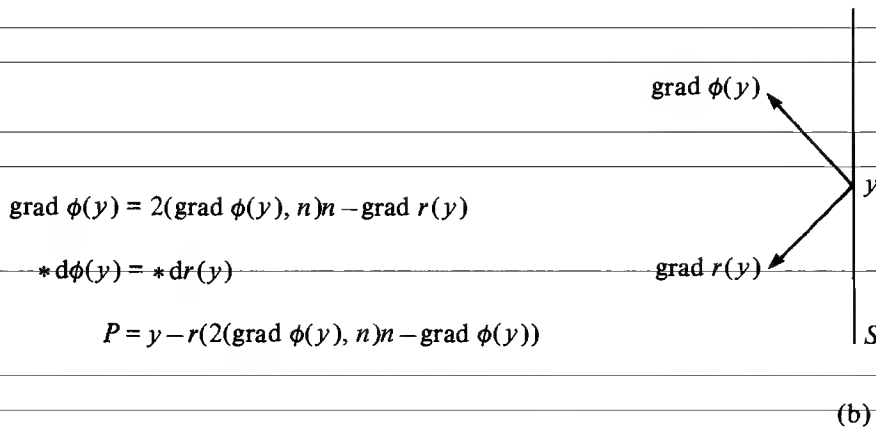 grad ϕ(y)
y
grad ϕ(y) = 2(grad ϕ(y), n)n − grad r(y)
∗dϕ(y) = ∗dr(y)
grad r(y)
P = y − r(2(grad ϕ(y), n)n − grad ϕ(y))
S
(b)